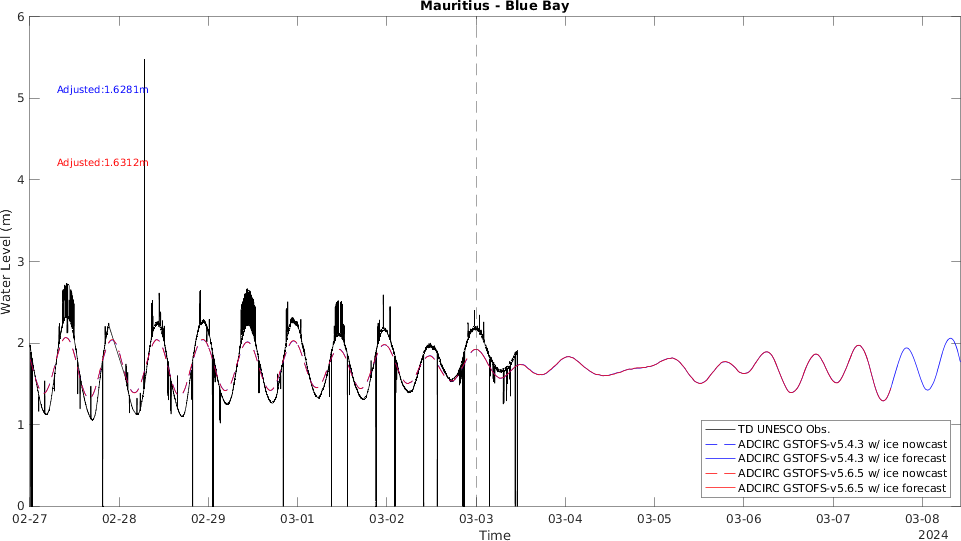 Mauritius - Blue Bay
6
5
4
3
2
1
0
Water Level (m)
Adjusted:1.6281m
Adjusted:1.6312m
TD UNESCO Obs.
ADCIRC GSTOFS-v5.4.3 w/ ice nowcast
ADCIRC GSTOFS-v5.4.3 w/ ice forecast
ADCIRC GSTOFS-v5.6.5 w/ ice nowcast
ADCIRC GSTOFS-v5.6.5 w/ ice forecast
02-27 02-28 02-29 03-01 03-02 03-03 03-04 03-05 03-06 03-07 03-08
Time
2024